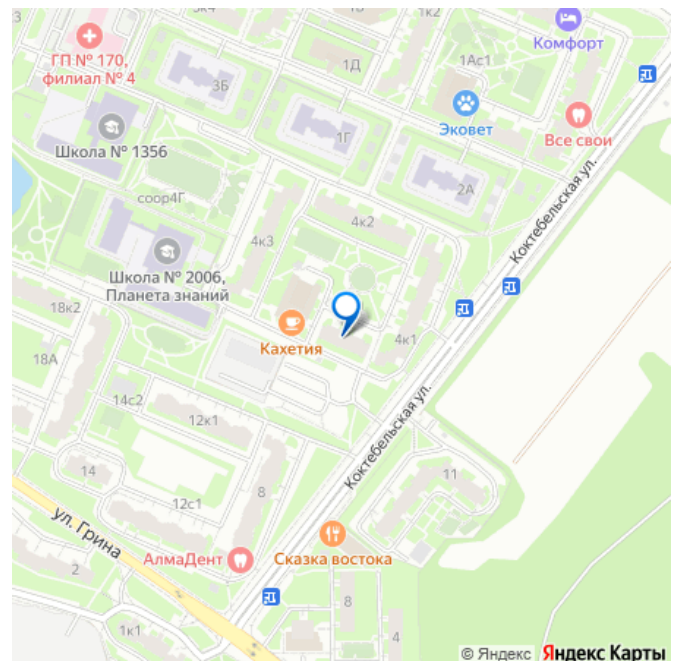 3к4
1к2
Комфорт
ГП № 170,
филиал № 4
1Д
1Ас1
3Б
Эковет
Все свои
Школа № 1356
1Г
2А
соор4Г
4к2
4к3
Коктебельская ул.
Школа № 2006,
Планета знаний
18к2
Кахетия
4к1
18А
14с2
12к1
Коктебельская ул.
14
12с1
8
11
ул. Грина
АлмаДент
Сказка востока
2
8
1к1
4
© Яндекс Яндекс Карты